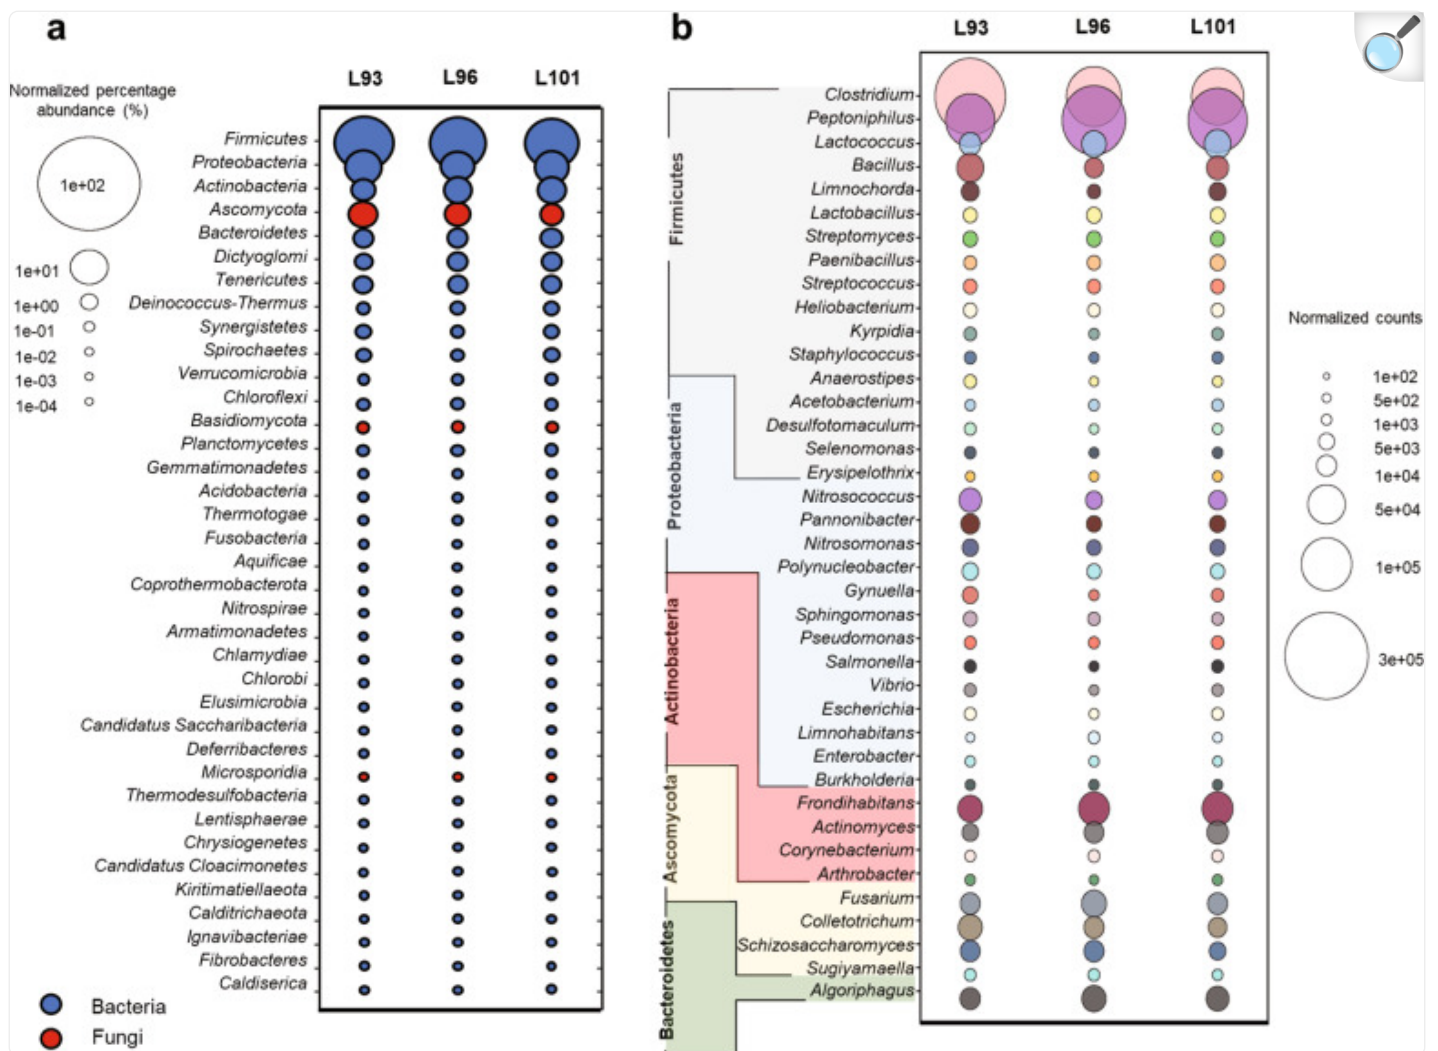 a
L93 L96 L101
Normalized percentage
abundance (%)
1e+02
1e+01
1e+00
1e-01
1e-02
1e-03
1e-04
Firmicutes
Proteobacteria
Actinobacteria
Ascomycota
Bacteroidetes
Dictyoglomi
Tenericutes
Deinococcus-Thermus
Synergistetes
Spirochaetes
Verrucomicrobia
Chloroflexi
Basidiomycota
Planctomycetes
Gemmatimonadetes
Acidobacteria
Thermotogae
Fusobacteria
Aquificae
Coprothermobacterota
Nitrospirae
Armatimonadetes
Chlamydiae
Chlorobi
Elusimicrobia
Candidatus Saccharibacteria
Deferribacteres
Microsporidia
Thermodesulfobacteria
Lentisphaerae
Chrysiogenetes
Candidatus Cloacimonetes
Kiritimatiellaeota
Calditrichaeota
Ignavibacteriae
Fibrobacteres
Caldiserica
Bacteria
Fungi
b
L93 L96 L101
Firmicutes
Proteobacteria
Actinobacteria
Ascomycota
Bacteroidetes
Clostridium
Peptoniphilus
Lactococcus
Bacillus
Limnochorda
Lactobacillus
Streptomyces
Paenibacillus
Streptococcus
Heliobacterium
Kyrpidia
Staphylococcus
Anaerostipes
Acetobacterium
Desulfotomaculum
Selenomonas
Erysipelothrix
Nitrosococcus
Pannonibacter
Nitrosomonas
Polynucleobacter
Gynuella
Sphingomonas
Pseudomonas
Salmonella
Vibrio
Escherichia
Limnohabitans
Enterobacter
Burkholderia
Frondihabitans
Actinomyces
Corynebacterium
Arthrobacter
Fusarium
Colletotrichum
Schizosaccharomyces
Sugiyamaella
Algoriphagus
Normalized counts
1e+02
5e+02
1e+03
5e+03
1e+04
5e+04
1e+05
3e+05